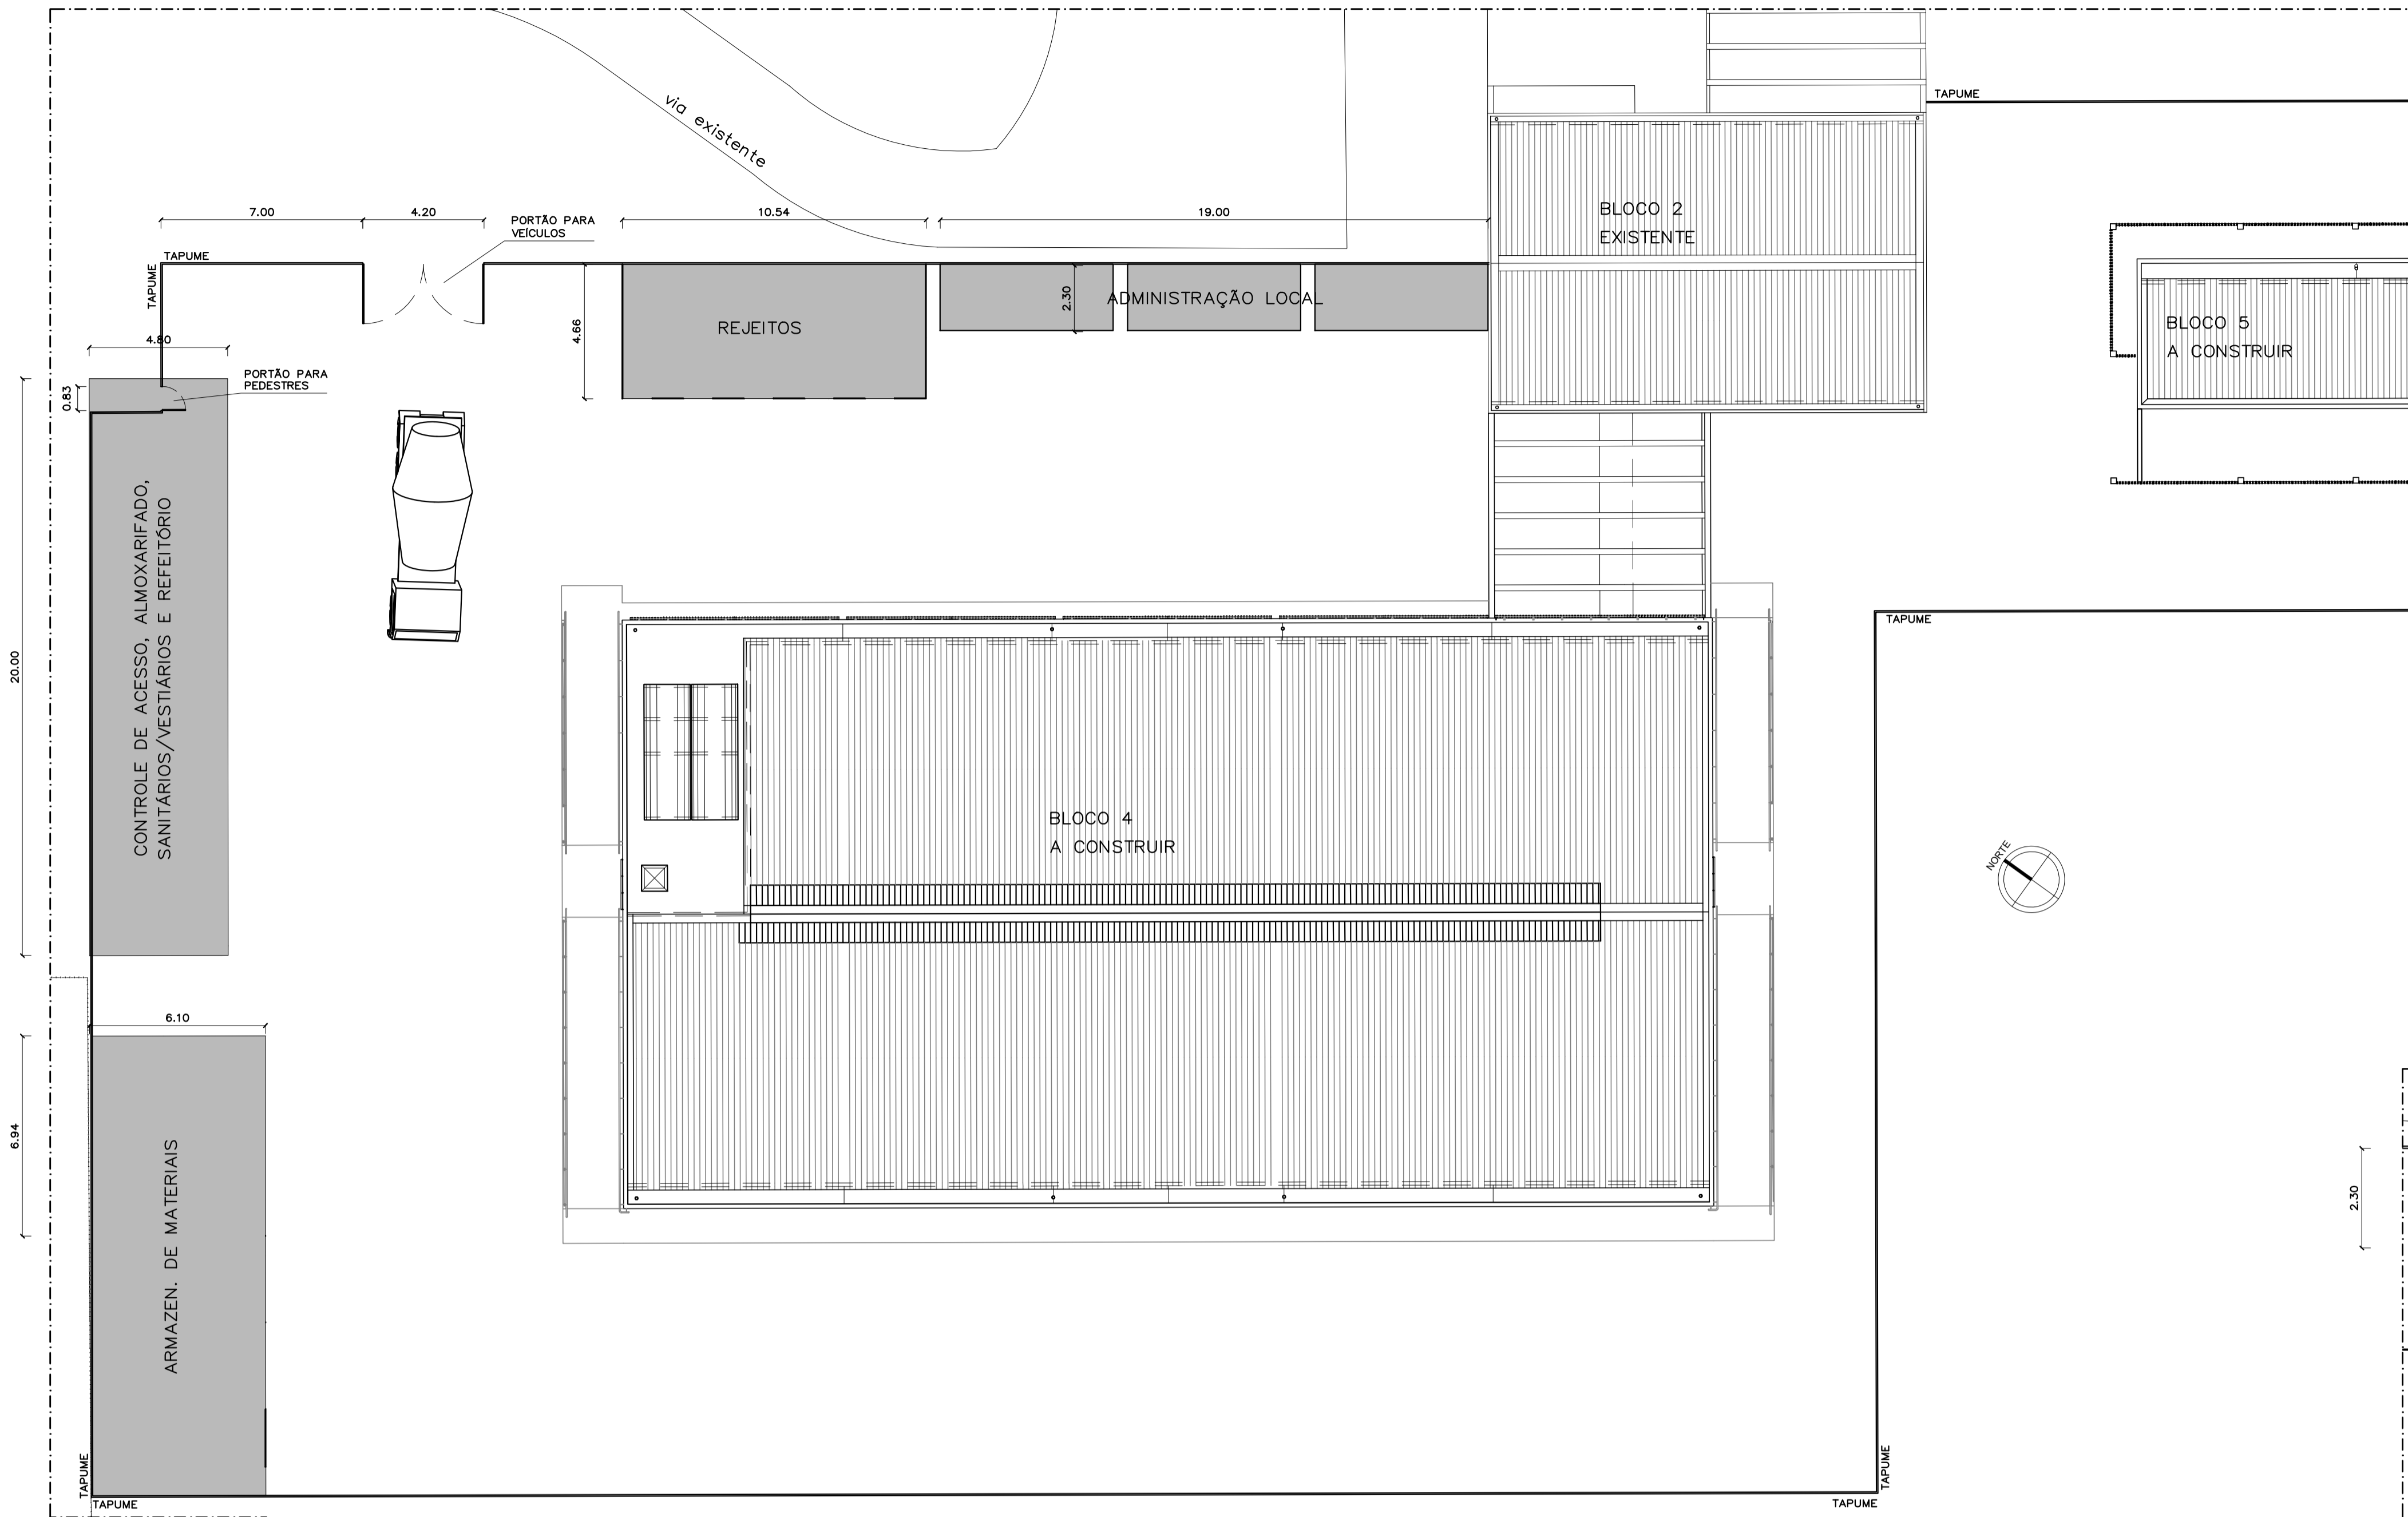 TAPUME
via existente
7.00
4.20
PORTÃO PARA
VEÍCULOS
10.54
19.00
BLOCO 2
EXISTENTE
TAPUME
TAPUME
2.30
ADMINISTRAÇÃO LOCAL
REJEITOS
4.66
BLOCO 5
A CONSTRUIR
4.80
PORTÃO PARA
PEDESTRES
0.83
20.00
CONTROLE DE ACESSO, ALMOXARIFADO,
SANITÁRIOS/VESTIÁRIOS E REFEITÓRIO
TAPUME
BLOCO 4
A CONSTRUIR
NORTE
6.10
6.94
ARMAZEN. DE MATERIAIS
2.30
TAPUME
TAPUME
TAPUME
TAPUME